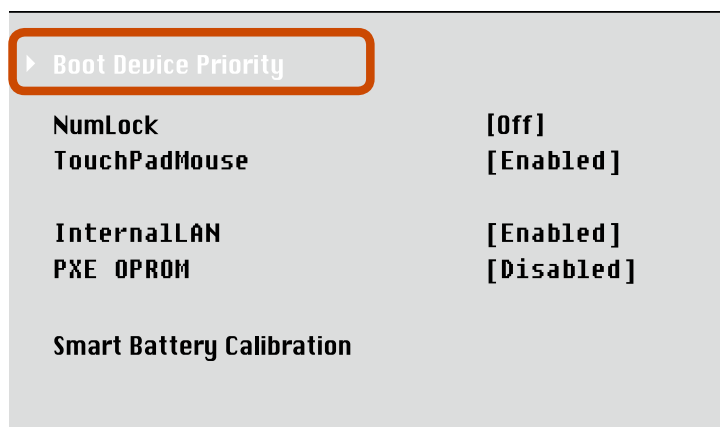 Boot Device Priority
NumLock [Off]
TouchPadMouse [Enabled]
InternalLAN [Enabled]
PXE OPROM [Disabled]
Smart Battery Calibration